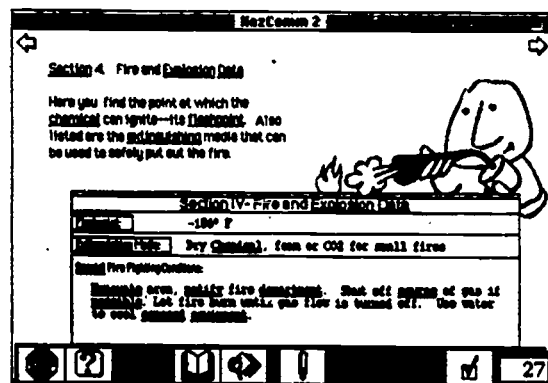 HazComm 2
Section 4. Fire and Explosion Data
Here you find the point at which the
chemical can ignite--its flashpoint. Also
listed are the extinguishing media that can
be used to safely put out the fire.
Section IV- Fire and Explosion Data
-156° F
Dry Chemical, foam or CO2 for small fires
Special Fire Fighting Conditions:
area, notify fire department. Shut off source of gas if
possible. Let fire burn until gas flow is turned off. Use water
to cool exposed equipment.
?
27